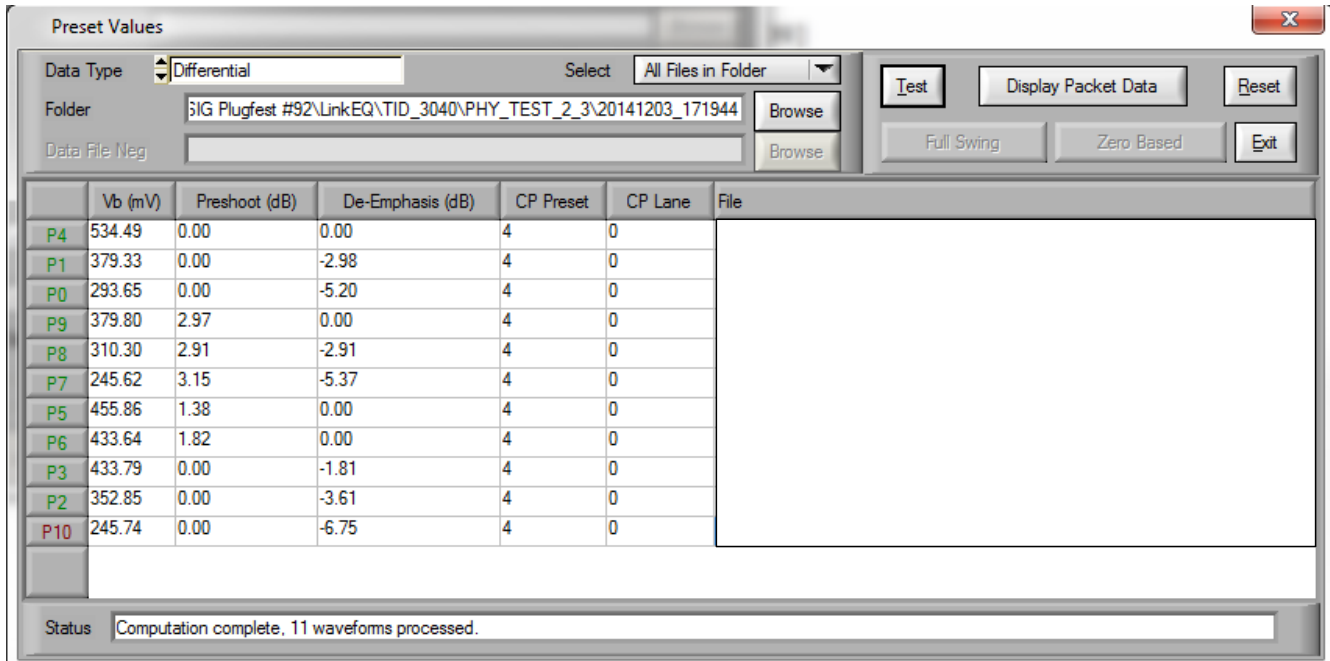 Preset Values
Data Type Differential Select All Files in Folder Test Display Packet Data Reset
Folder SIG Plugfest #92\LinkEQ\TID_3040\PHY_TEST_2_3\20141203_171944 Browse
Data File Neg Browse Full Swing Zero Based Exit
Vb (mV) Preshoot (dB) De-Emphasis (dB) CP Preset CP Lane File
P4 534.49 0.00 0.00 4 0
P1 379.33 0.00 -2.98 4 0
P0 293.65 0.00 -5.20 4 0
P9 379.80 2.97 0.00 4 0
P8 310.30 2.91 -2.91 4 0
P7 245.62 3.15 -5.37 4 0
P5 455.86 1.38 0.00 4 0
P6 433.64 1.82 0.00 4 0
P3 433.79 0.00 -1.81 4 0
P2 352.85 0.00 -3.61 4 0
P10 245.74 0.00 -6.75 4 0
Status Computation complete, 11 waveforms processed.